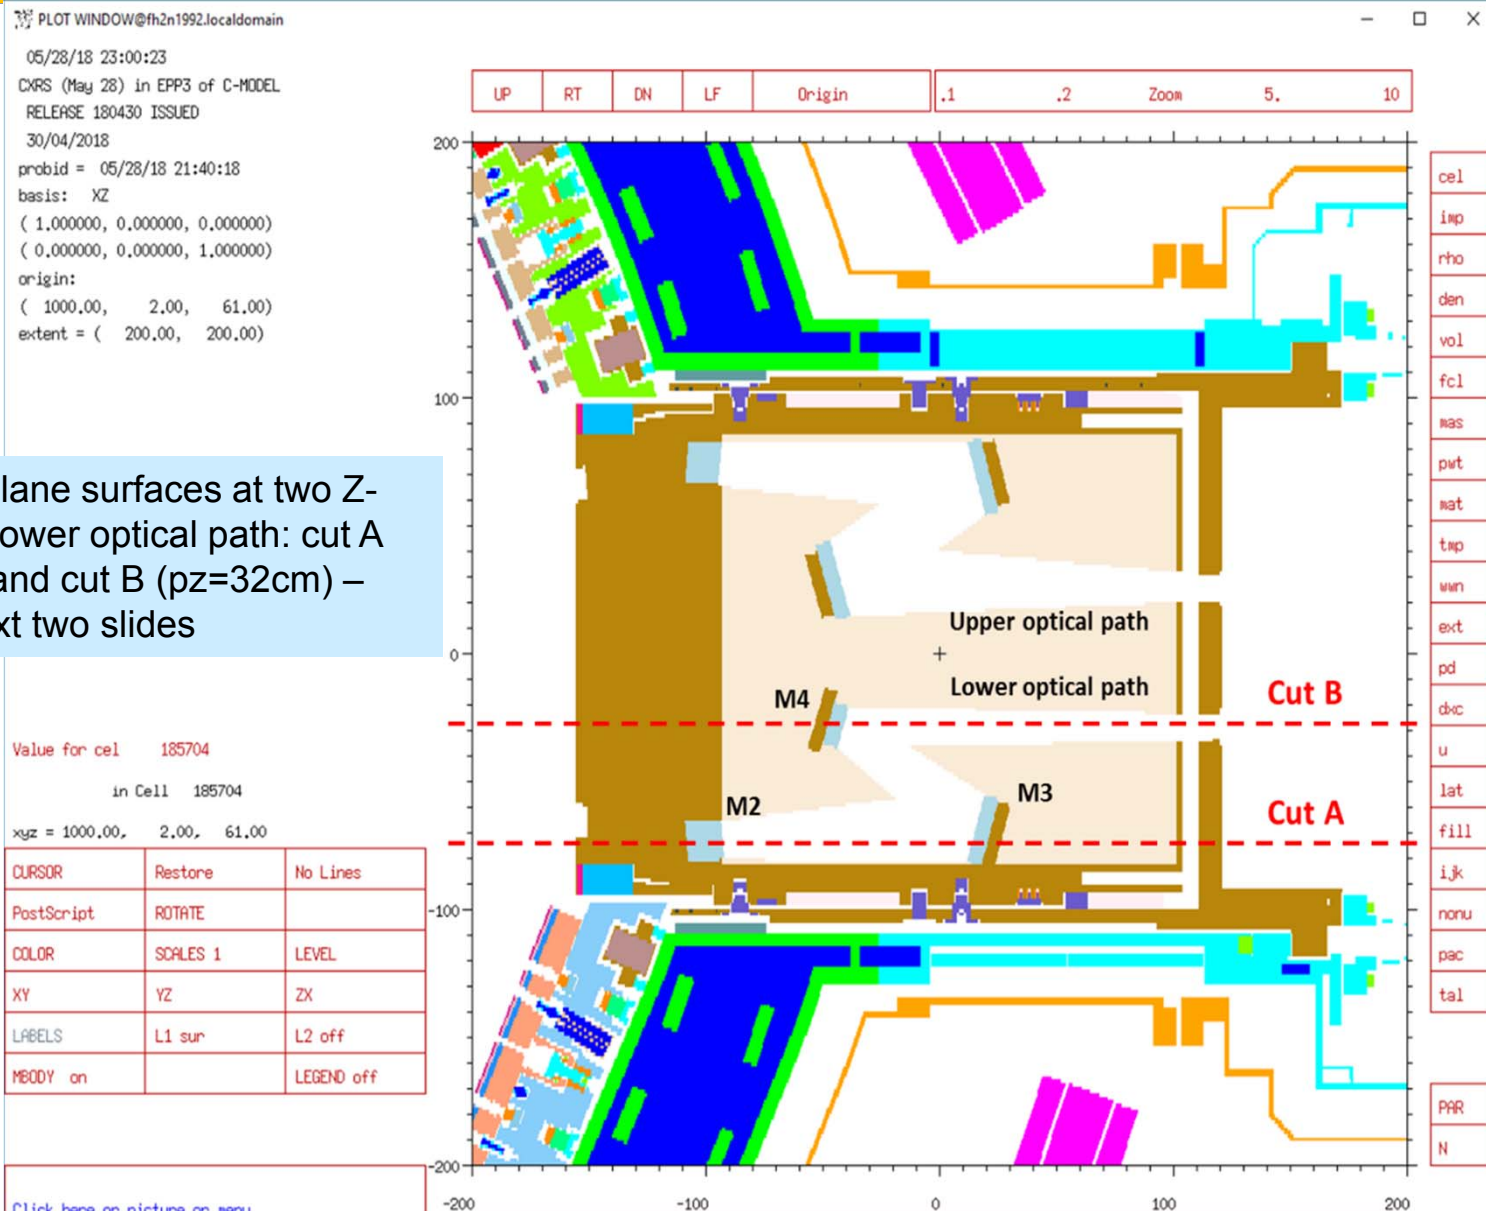 PLOT WINDOW@fh2n1992.localdomain
05/28/18 23:00:23
CXRS (May 28) in EPP3 of C-MODEL
RELEASE 180430 ISSUED
30/04/2018
probid = 05/28/18 21:40:18
basis: XZ
( 1.000000, 0.000000, 0.000000)
( 0.000000, 0.000000, 1.000000)
origin:
( 1000.00, 2.00, 61.00)
extent = ( 200.00, 200.00)
UP RT DN LF Origin .1 .2 Zoom 5. 10
lane surfaces at two Z-
ower optical path: cut A
and cut B (pz=32cm) –
xt two slides
Value for cel 185704
in Cell 185704
xyz = 1000.00, 2.00, 61.00
CURSOR Restore No Lines
PostScript ROTATE
COLOR SCALES 1 LEVEL
XY YZ ZX
LABELS L1 sur L2 off
MBODY on LEGEND off
Click here or picture or menu
200
100
0
-100
-200
-200 -100 0 100 200
Upper optical path
Lower optical path
M4
M2
M3
Cut B
Cut A
cel
imp
rho
den
vol
fcl
mas
pwt
mat
tmp
wwn
ext
pd
dxc
u
lat
fill
ijk
nonu
pac
tal
PAR
N